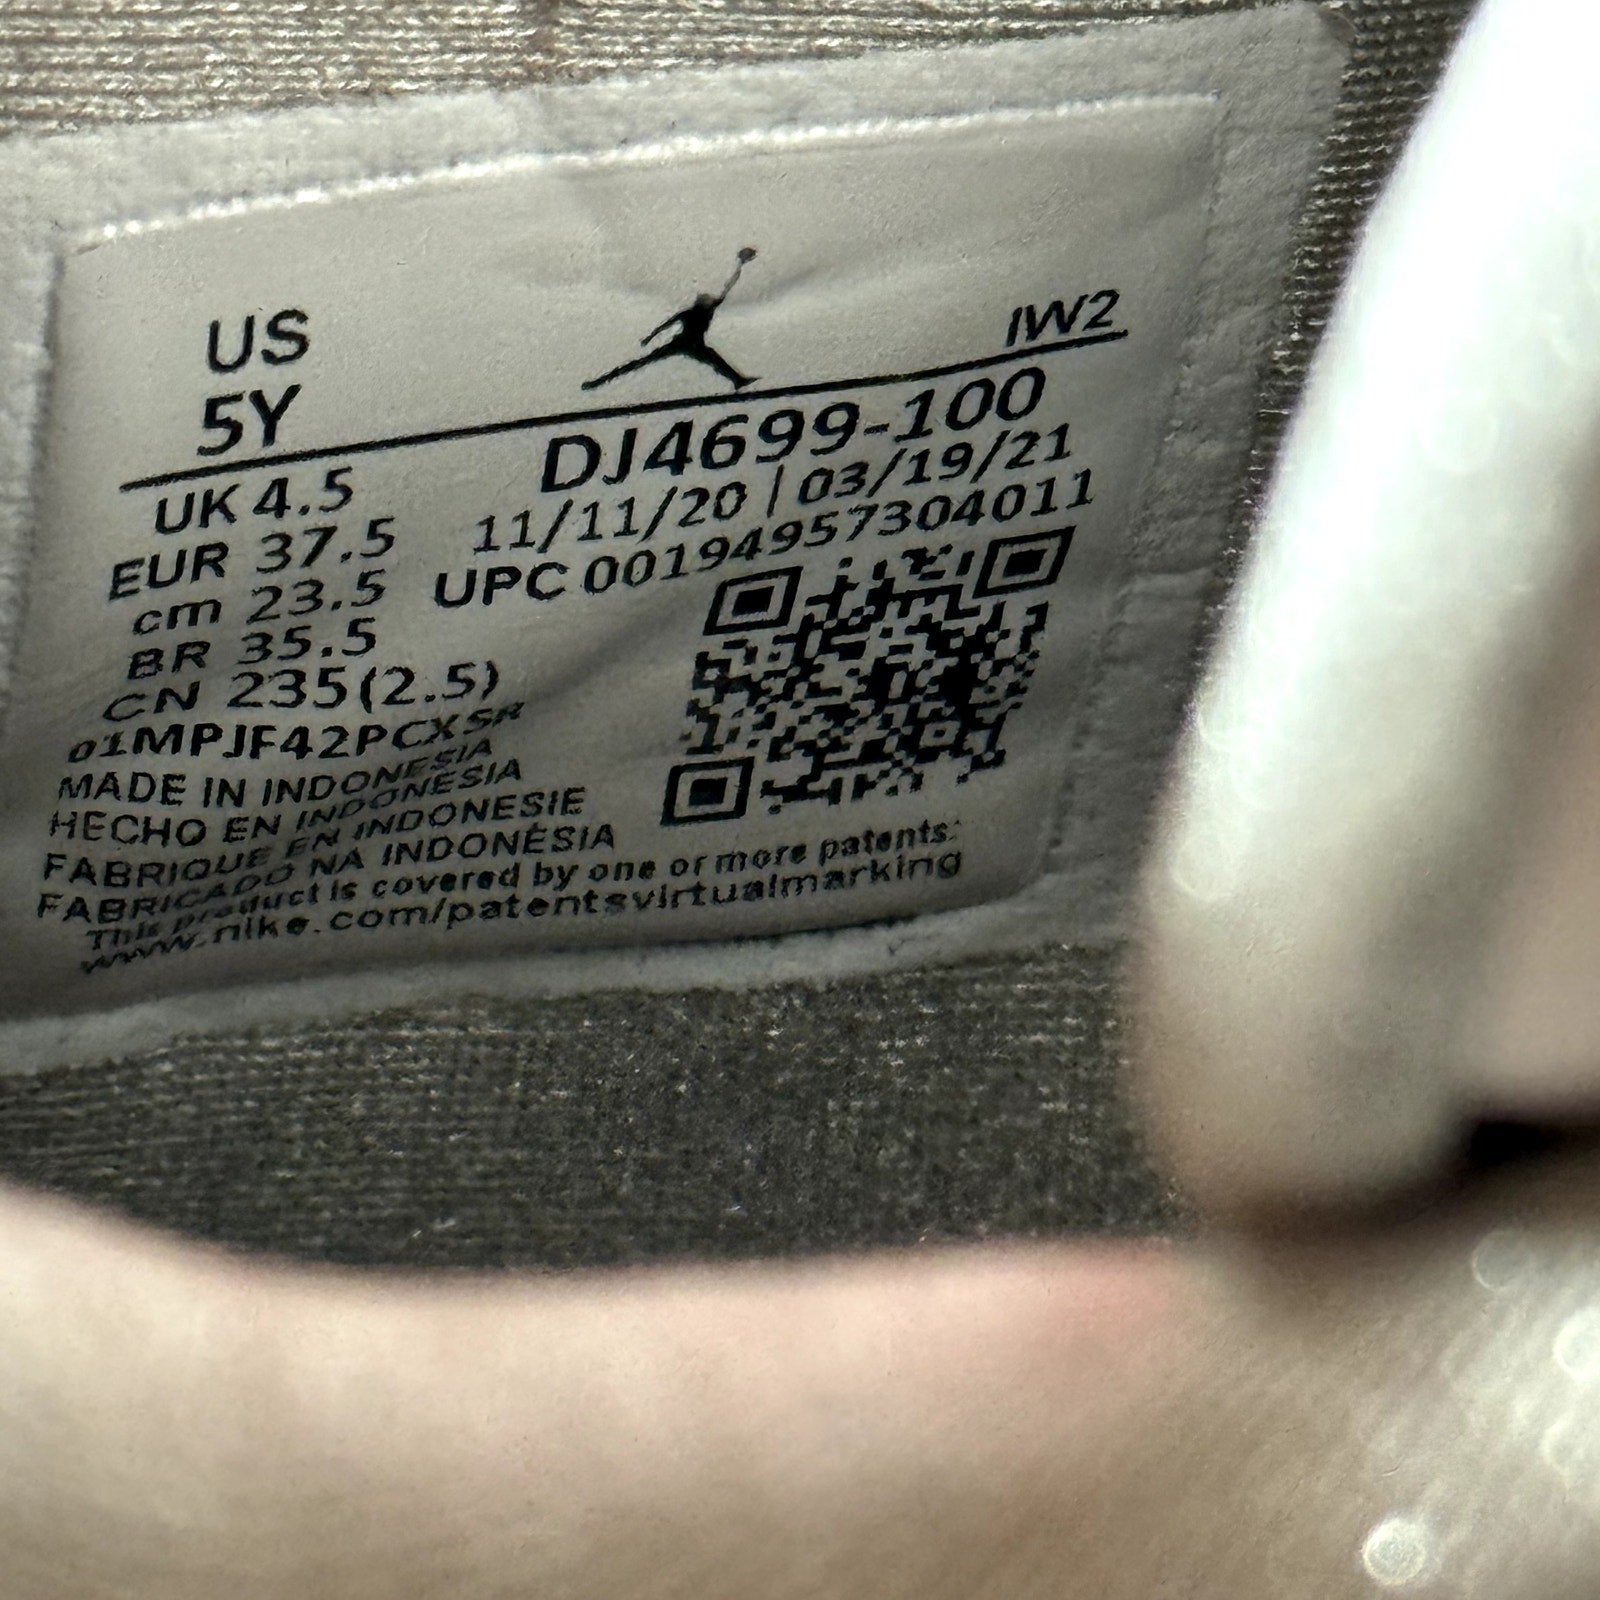 US
5Y
IW2
UK 4.5
EUR 37.5
cm 23.5
BR 35.5
CN 235(2.5)
DJ4699-100
11/11/20 | 03/19/21
UPC 00194957304011
01MPJF42PCXSR
MADE IN INDONESIA
HECHO EN INDONESIA
FABRIQUE EN INDONESIE
FABRICADO NA INDONÉSIA
This product is covered by one or more patents:
www.nike.com/patentsvirtualmarking